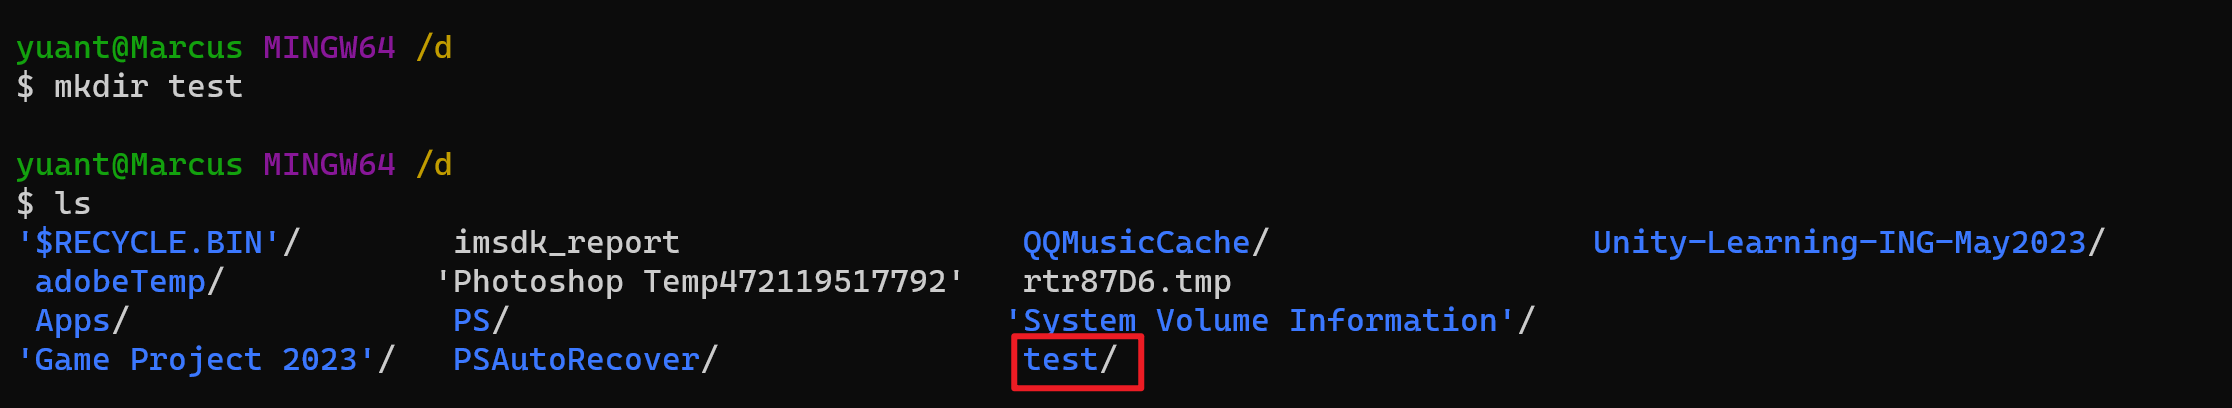 yuant@Marcus MINGW64 /d
$ mkdir test
yuant@Marcus MINGW64 /d
$ ls
'$RECYCLE.BIN'/ imsdk_report QQMusicCache/ Unity-Learning-ING-May2023/
adobeTemp/ 'Photoshop Temp472119517792' rtr87D6.tmp
Apps/ PS/ 'System Volume Information'/
'Game Project 2023'/ PSAutoRecover/ test/